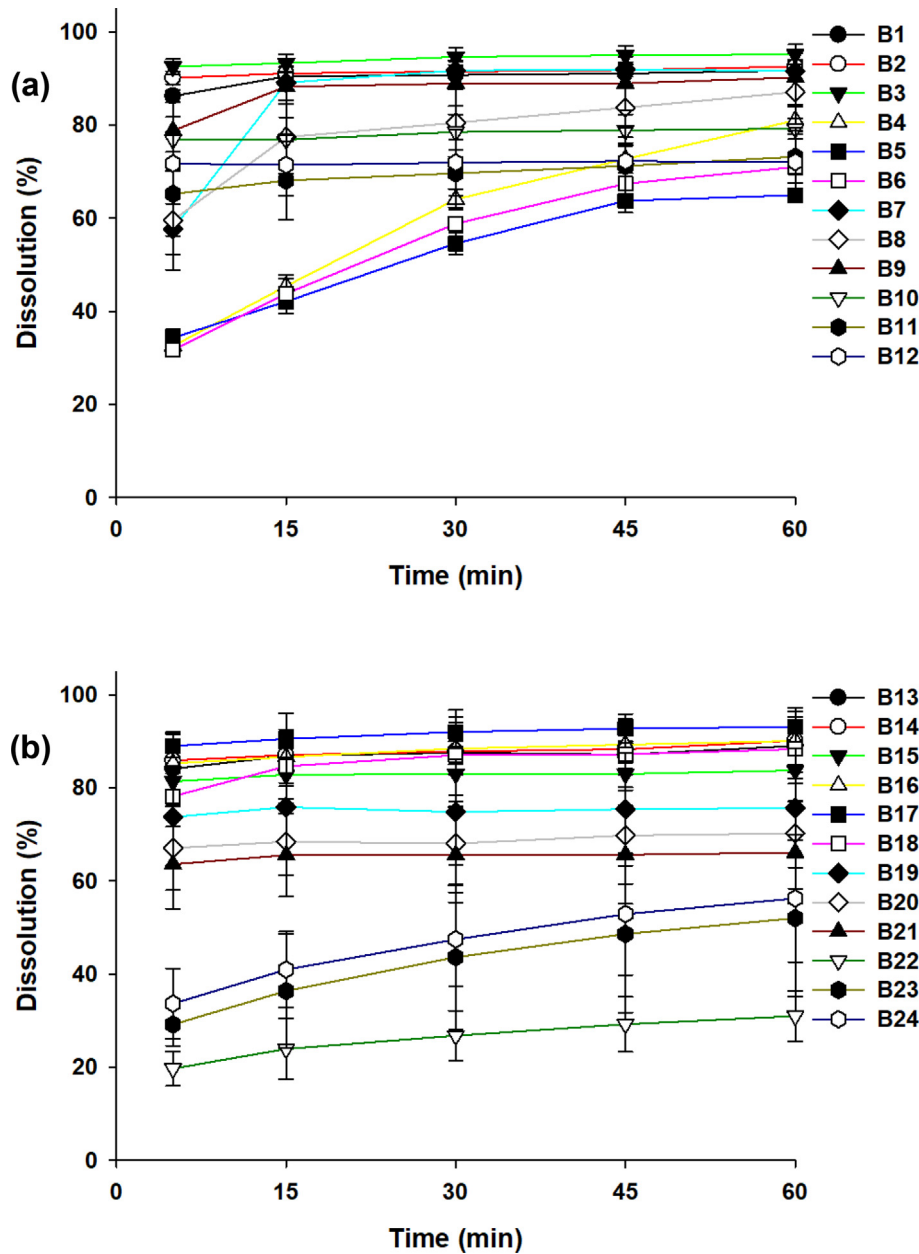 (a)
Dissolution (%)
100
80
60
40
20
0
0 15 30 45 60
Time (min)
B1
B2
B3
B4
B5
B6
B7
B8
B9
B10
B11
B12
(b)
Dissolution (%)
100
80
60
40
20
0
0 15 30 45 60
Time (min)
B13
B14
B15
B16
B17
B18
B19
B20
B21
B22
B23
B24